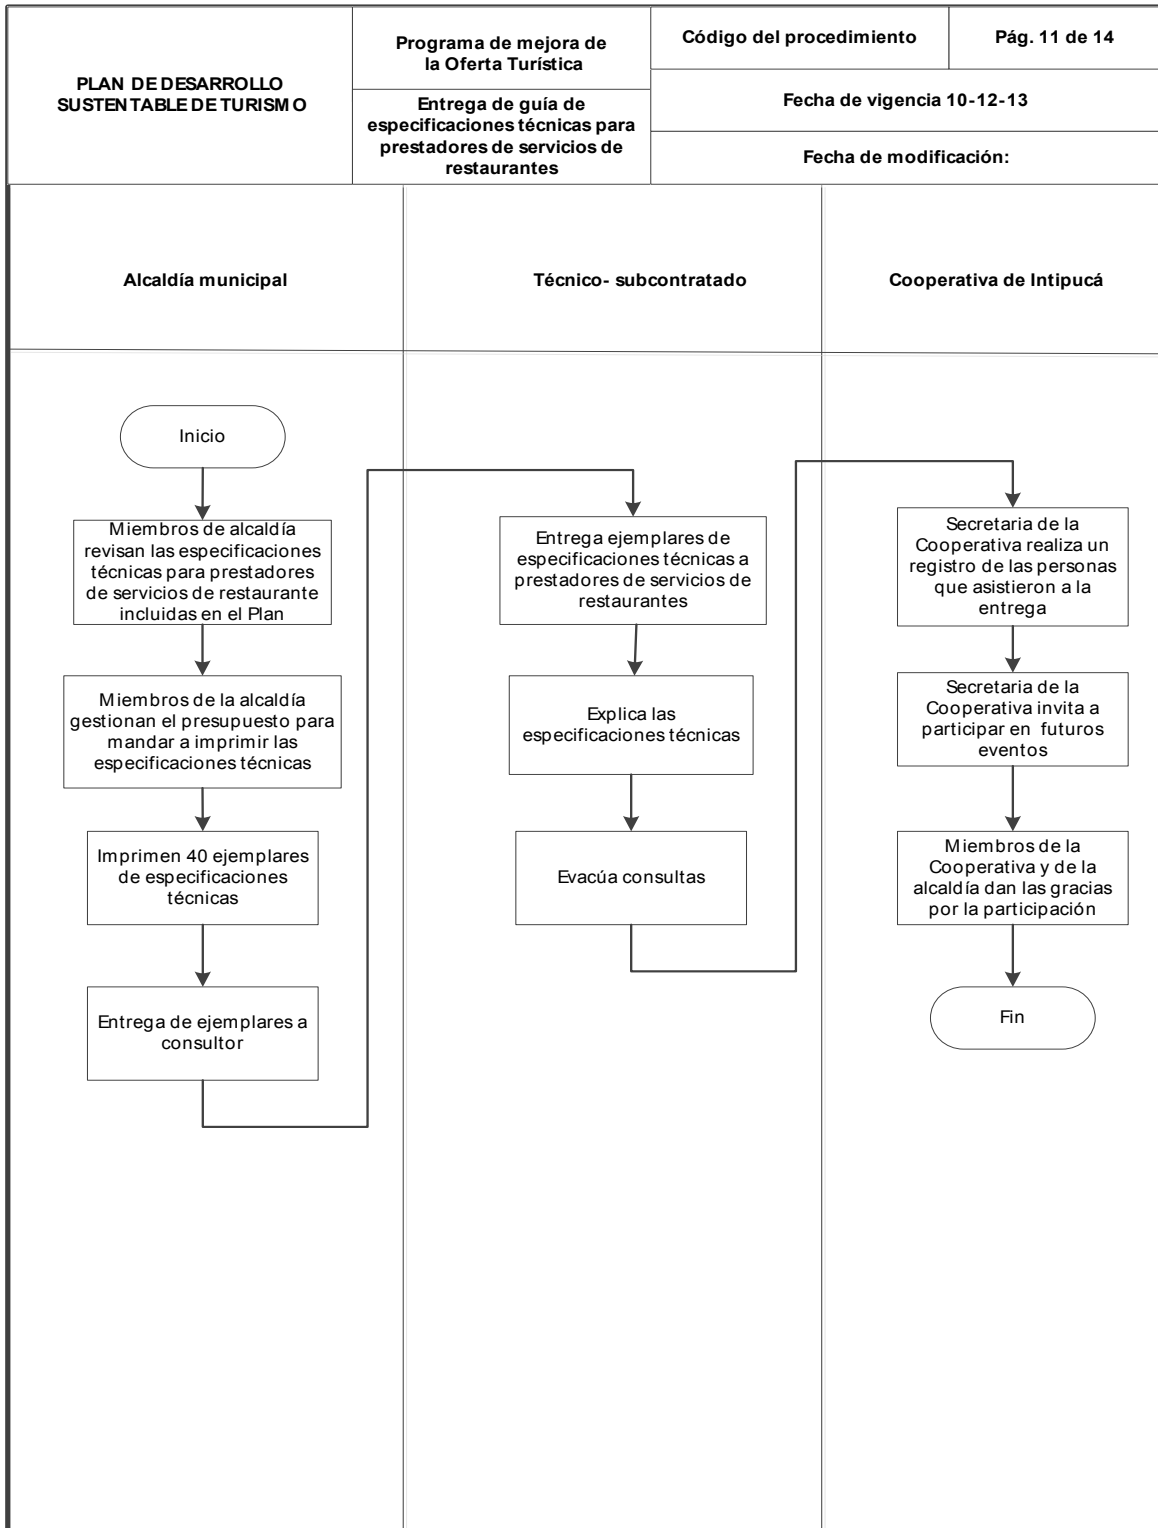 PLAN DE DESARROLLO
SUSTENTABLE DE TURISMO
Programa de mejora de
la Oferta Turística
Código del procedimiento
Pág. 11 de 14
Entrega de guía de
especificaciones técnicas para
prestadores de servicios de
restaurantes
Fecha de vigencia 10-12-13
Fecha de modificación:
Alcaldía municipal
Técnico- subcontratado
Cooperativa de Intipucá
Inicio
Miembros de alcaldía
revisan las especificaciones
técnicas para prestadores
de servicios de restaurante
incluidas en el Plan
Miembros de la alcaldía
gestionan el presupuesto para
mandar a imprimir las
especificaciones técnicas
Imprimen 40 ejemplares
de especificaciones
técnicas
Entrega de ejemplares a
consultor
Entrega ejemplares de
especificaciones técnicas a
prestadores de servicios de
restaurantes
Explica las
especificaciones técnicas
Evacúa consultas
Secretaria de la
Cooperativa realiza un
registro de las personas
que asistieron a la
entrega
Secretaria de la
Cooperativa invita a
participar en futuros
eventos
Miembros de la
Cooperativa y de la
alcaldía dan las gracias
por la participación
Fin